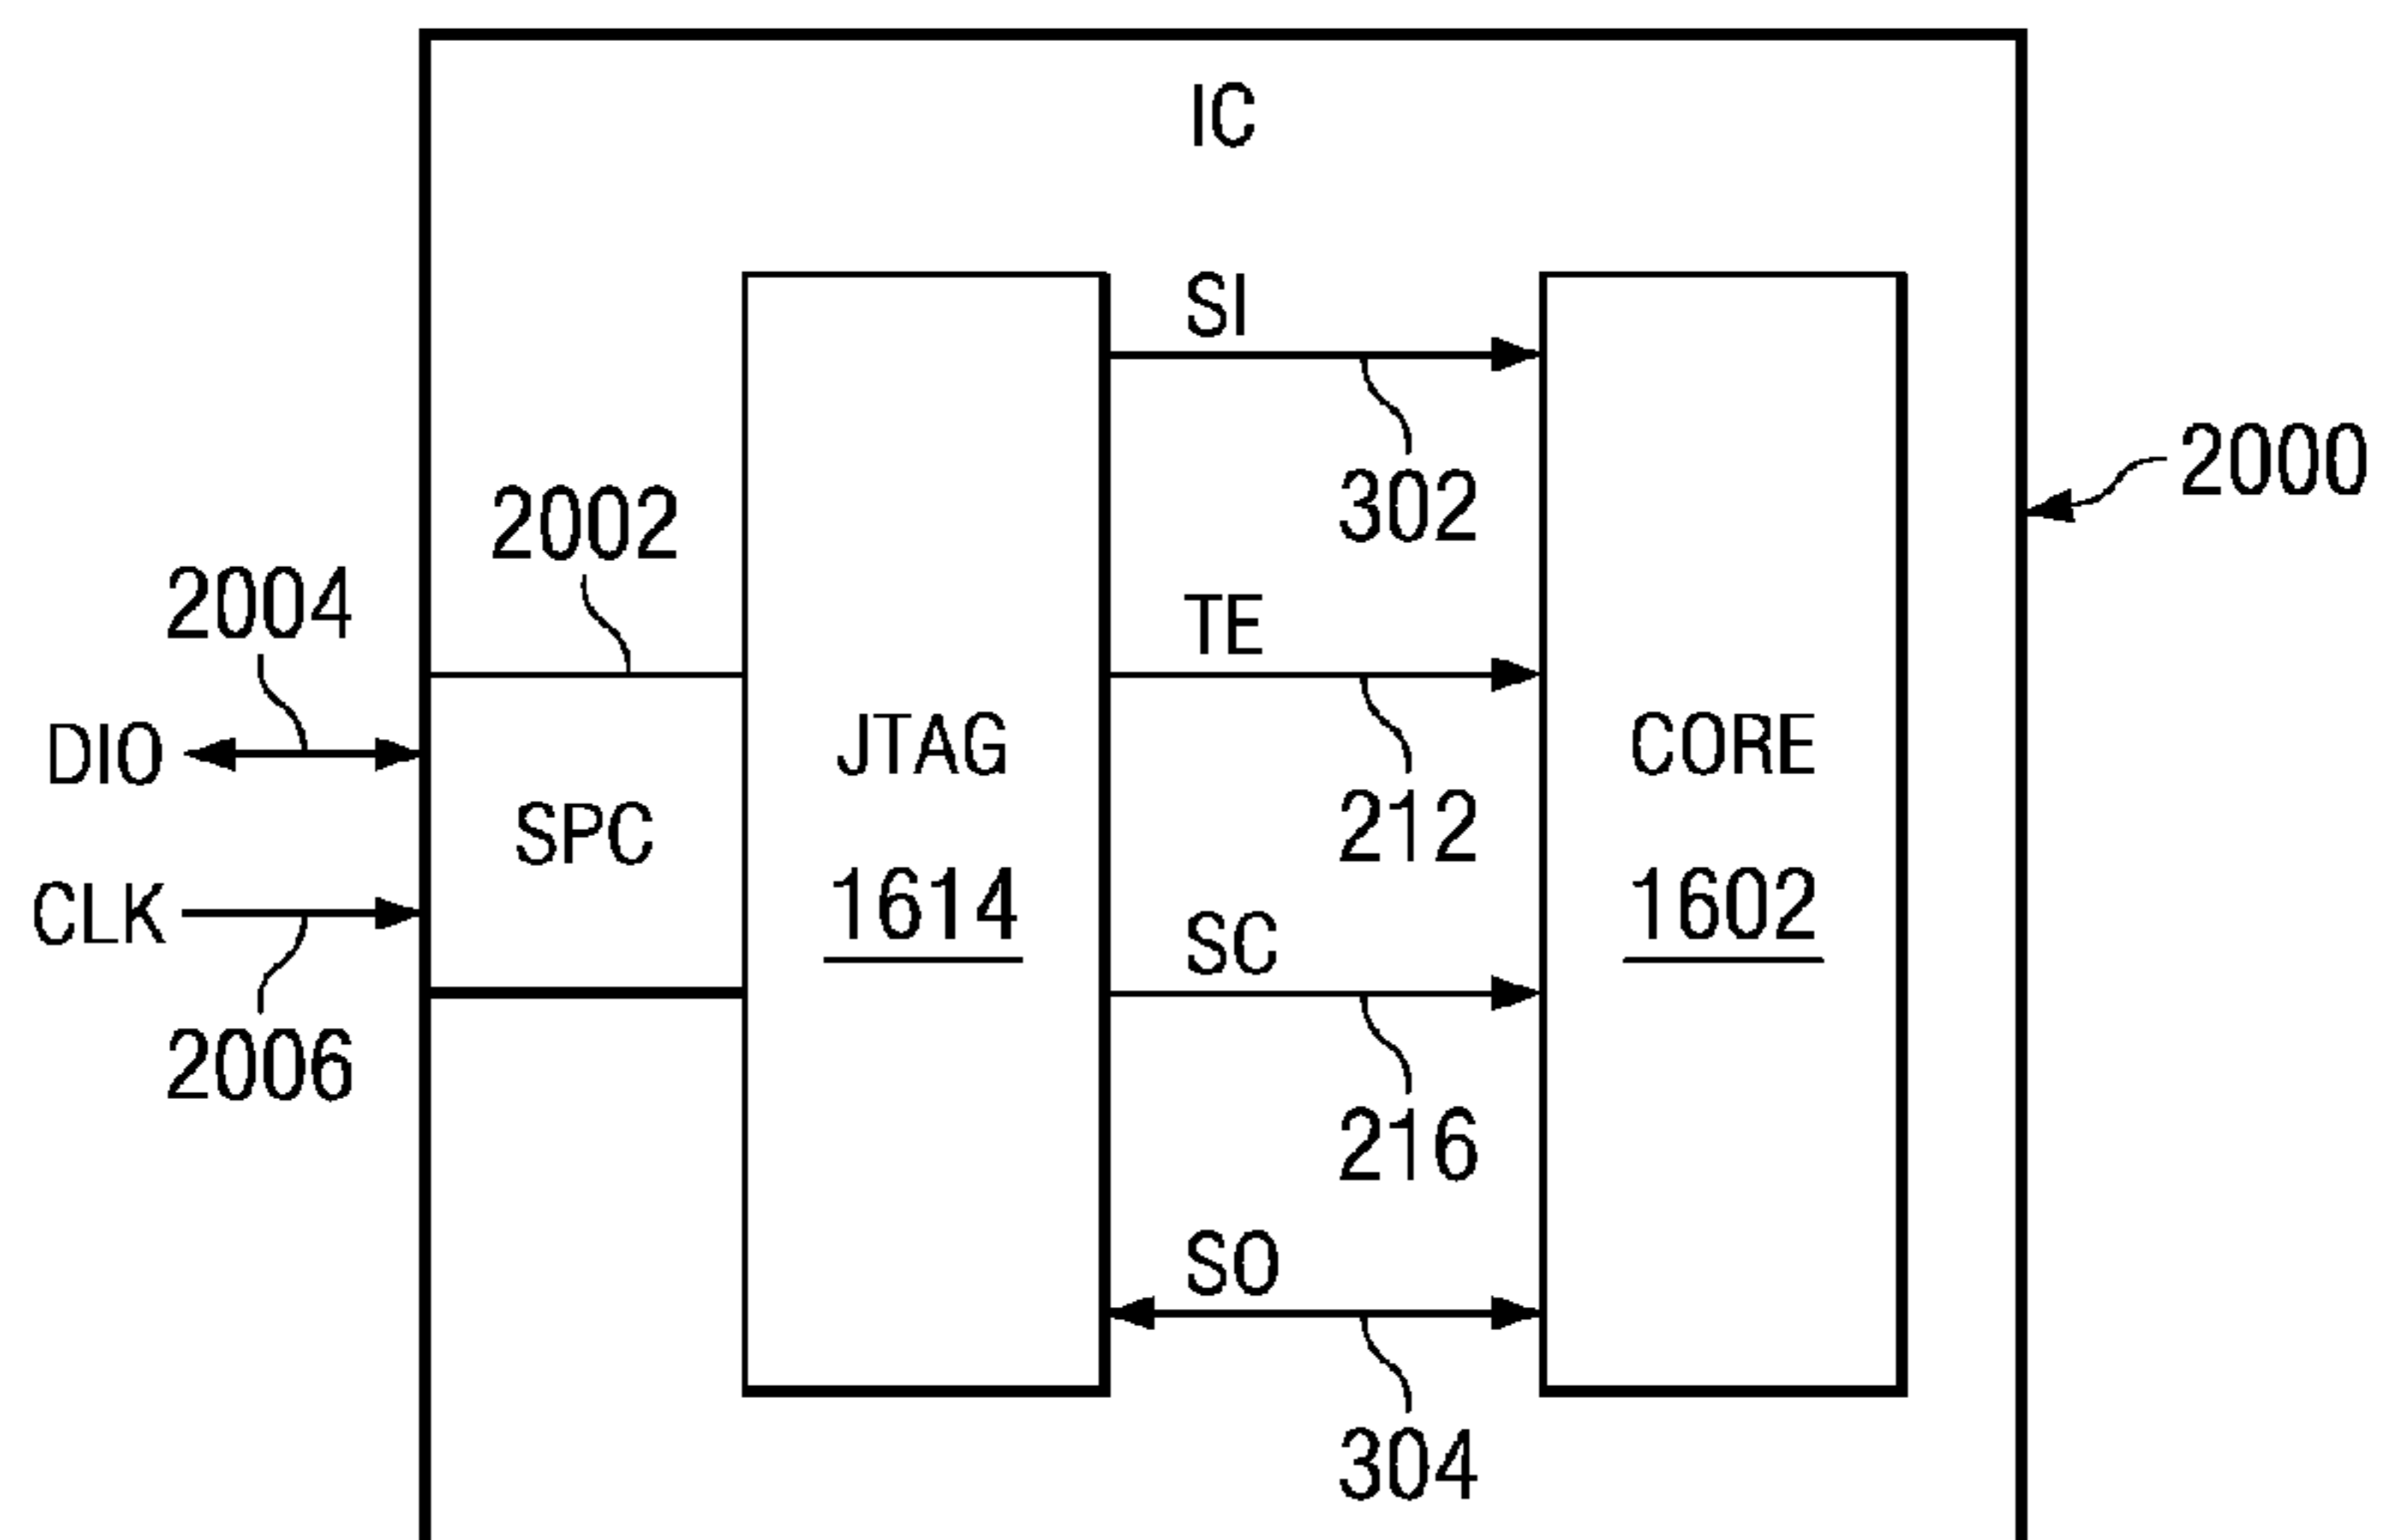 IC
SI
302
2000
2002
2004
TE
212
DIO
JTAG
CORE
SPC
1614
1602
CLK
SC
2006
216
SO
304